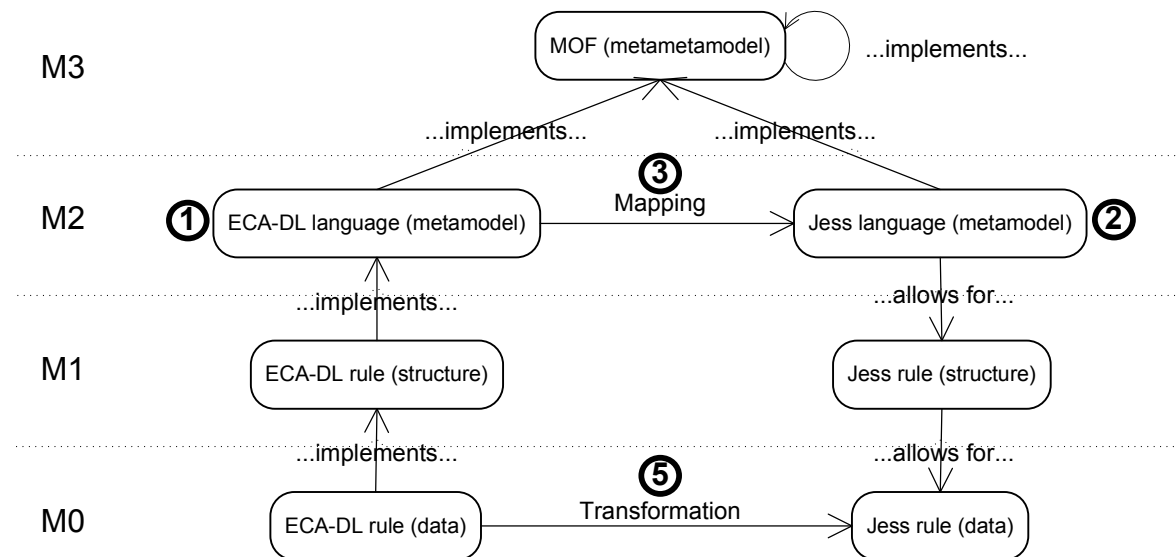 MOF (metametamodel)
...implements...
M3
...implements...
...implements...
3
M2
1
ECA-DL language (metamodel)
Mapping
Jess language (metamodel)
2
...implements...
...allows for...
M1
ECA-DL rule (structure)
Jess rule (structure)
...implements...
...allows for...
5
M0
ECA-DL rule (data)
Transformation
Jess rule (data)